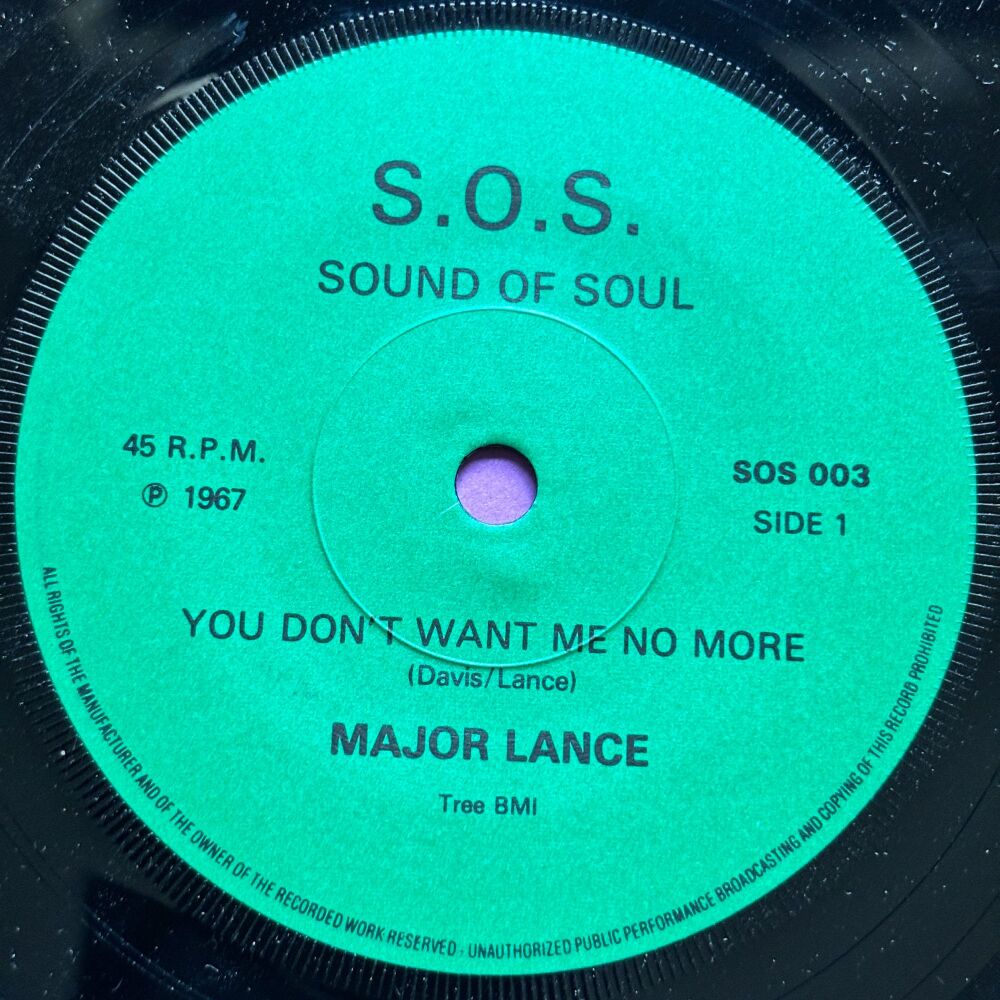 S.O.S.
SOUND OF SOUL
45 R.P.M.
℗ 1967
SOS 003
SIDE 1
YOU DON'T WANT ME NO MORE
(Davis/Lance)
MAJOR LANCE
Tree BMI
ALL RIGHTS OF THE MANUFACTURER AND OF THE OWNER OF THE RECORDED WORK RESERVED. UNAUTHORIZED PUBLIC PERFORMANCE BROADCASTING AND COPYING OF THIS RECORD PROHIBITED